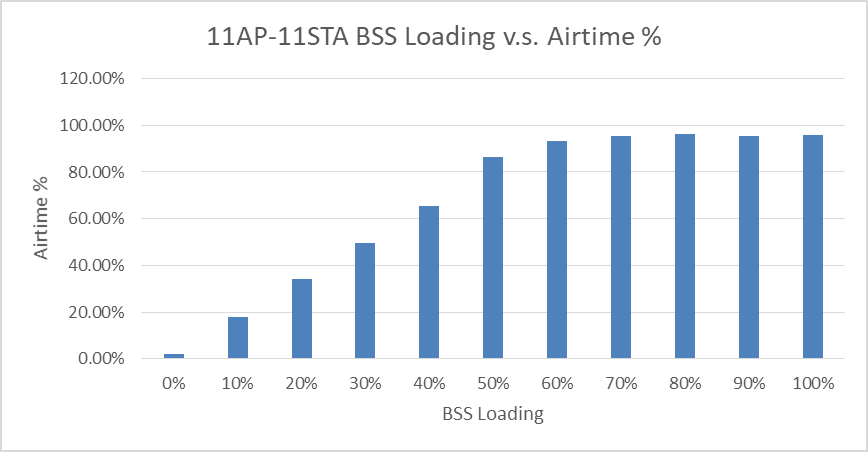 11AP-11STA BSS Loading v.s. Airtime %
120.00%
100.00%
80.00%
60.00%
40.00%
20.00%
0.00%
Airtime %
0% 10% 20% 30% 40% 50% 60% 70% 80% 90% 100%
BSS Loading